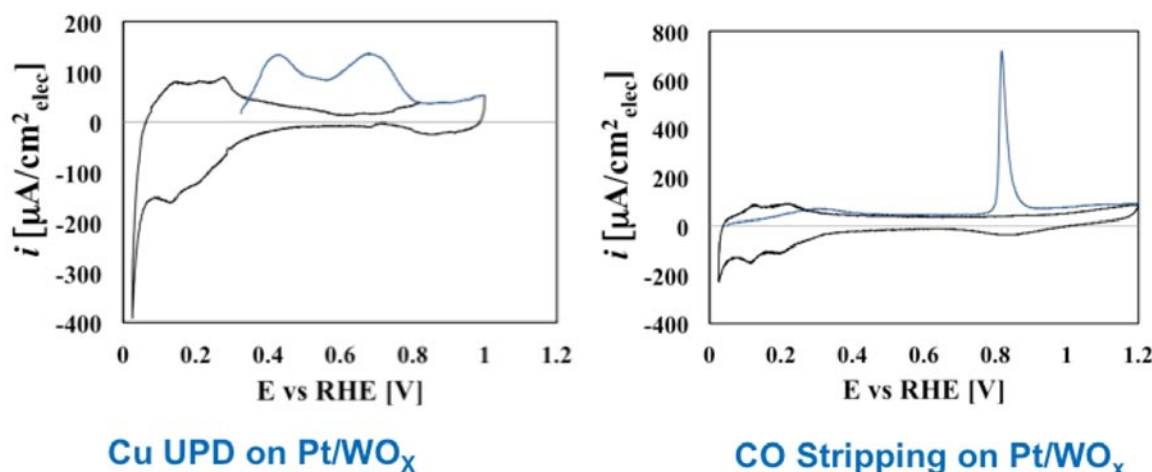 200
100
0
-100
-200
-300
-400
i [µA/cm²elec]
0 0.2 0.4 0.6 0.8 1 1.2
E vs RHE [V]
Cu UPD on Pt/WOX
800
600
400
200
0
-200
-400
i [µA/cm²elec]
0 0.2 0.4 0.6 0.8 1 1.2
E vs RHE [V]
CO Stripping on Pt/WOx